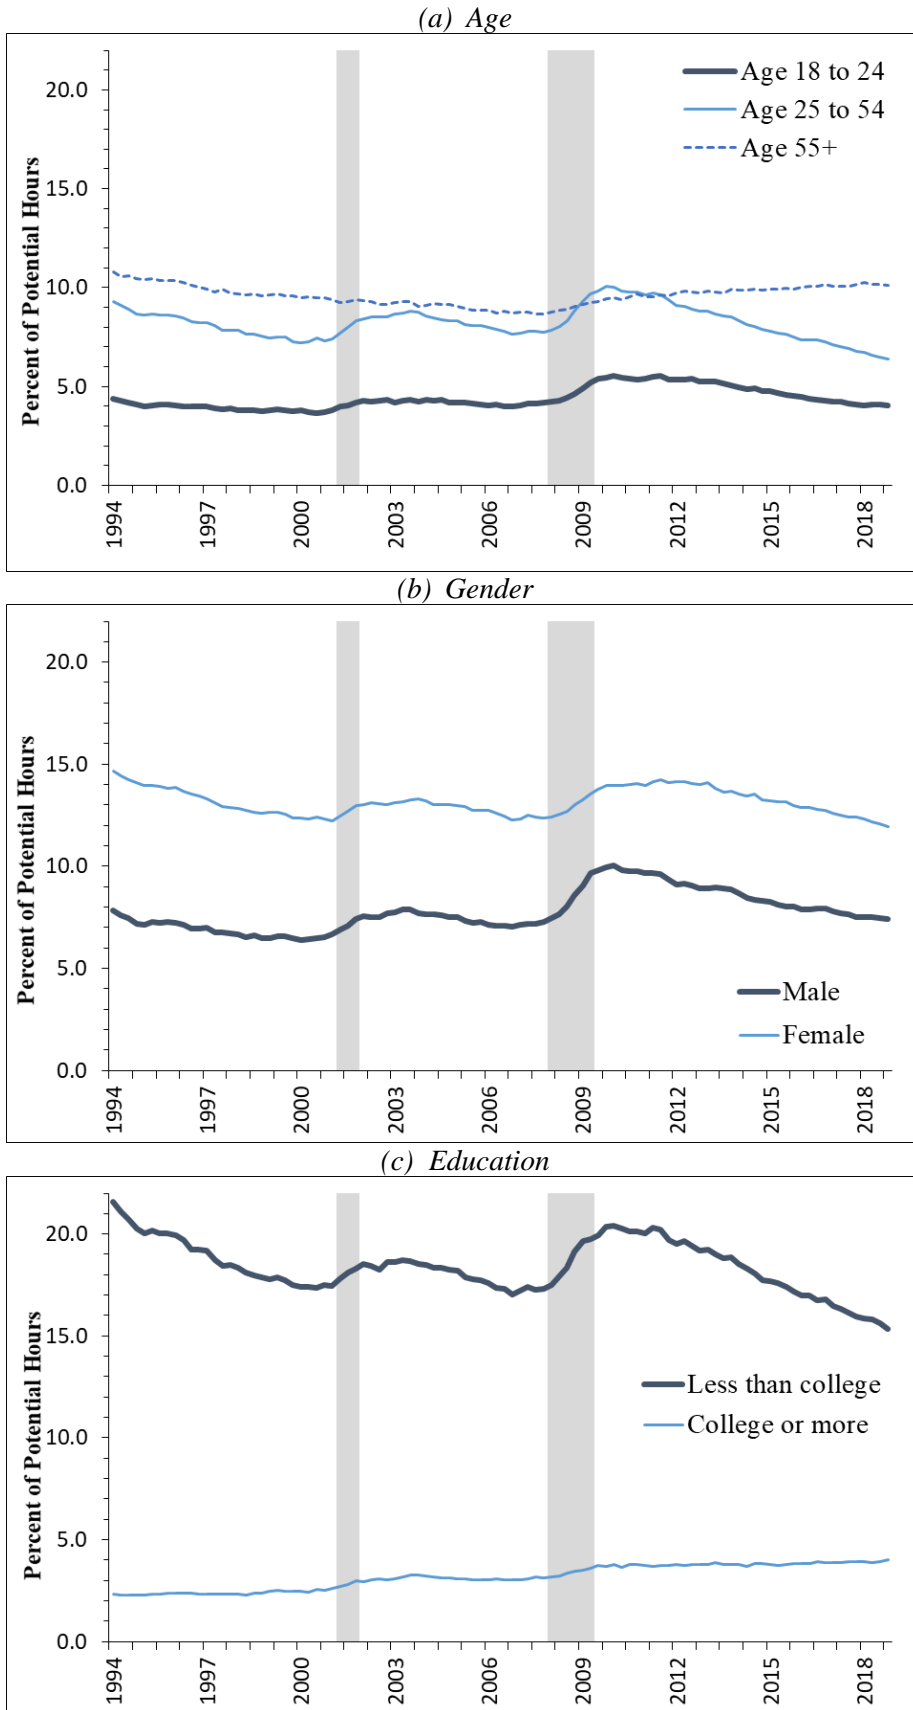 (a) Age
Percent of Potential Hours
20.0
15.0
10.0
5.0
0.0
Age 18 to 24
Age 25 to 54
Age 55+
1994 1997 2000 2003 2006 2009 2012 2015 2018
(b) Gender
Percent of Potential Hours
20.0
15.0
10.0
5.0
0.0
Male
Female
1994 1997 2000 2003 2006 2009 2012 2015 2018
(c) Education
Percent of Potential Hours
20.0
15.0
10.0
5.0
0.0
Less than college
College or more
1994 1997 2000 2003 2006 2009 2012 2015 2018